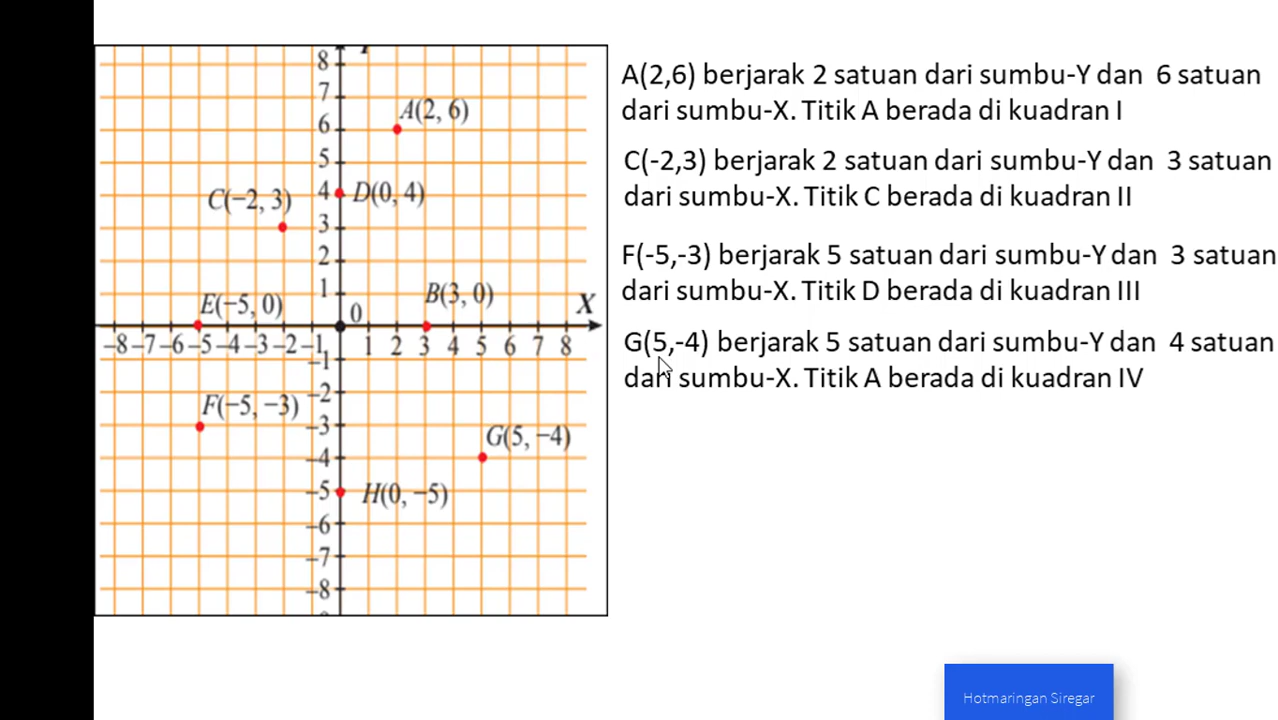 8
7
A(2, 6)
6
5
C(−2, 3)
4 D(0, 4)
3
2
1
E(−5, 0)
B(3, 0)
X
0
−8 −7 −6 −5 −4 −3 −2 −1 1 2 3 4 5 6 7 8
−1
−2
F(−5, −3)
−3
G(5, −4)
−4
−5 H(0, −5)
−6
−7
−8
A(2,6) berjarak 2 satuan dari sumbu-Y dan 6 satuan
dari sumbu-X. Titik A berada di kuadran I
C(-2,3) berjarak 2 satuan dari sumbu-Y dan 3 satuan
dari sumbu-X. Titik C berada di kuadran II
F(-5,-3) berjarak 5 satuan dari sumbu-Y dan 3 satuan
dari sumbu-X. Titik D berada di kuadran III
G(5,-4) berjarak 5 satuan dari sumbu-Y dan 4 satuan
dari sumbu-X. Titik A berada di kuadran IV
Hotmaringan Siregar